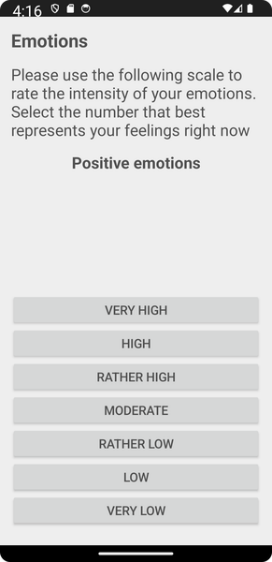 4:16
Emotions
Please use the following scale to
rate the intensity of your emotions.
Select the number that best
represents your feelings right now
Positive emotions
VERY HIGH
HIGH
RATHER HIGH
MODERATE
RATHER LOW
LOW
VERY LOW